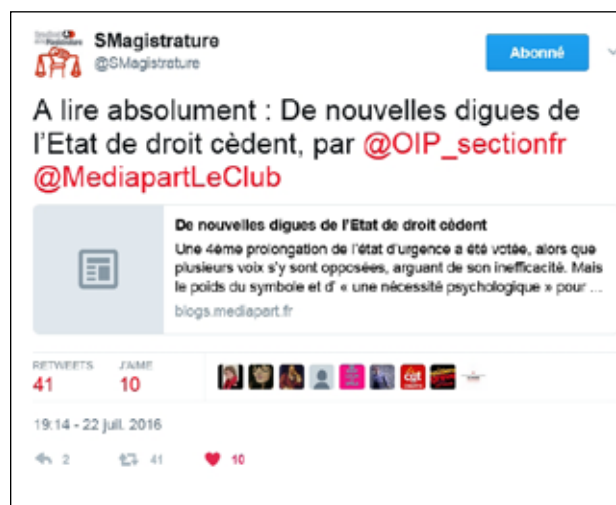 SMagistrature
@SMagistrature
Abonné
A lire absolument : De nouvelles digues de
l'Etat de droit cèdent, par @OIP_sectionfr
@MediapartLeClub
De nouvelles digues de l'Etat de droit cèdent
Une 4ème prolongation de l'état d'urgence a été votée, alors que
plusieurs voix s'y sont opposées, arguant de son inefficacité. Mais
le poids du symbole et d' « une nécessité psychologique » pour ...
blogs.mediapart.fr
RETWEETS J'AIME
41 10
cgt
19:14 - 22 juil. 2016
2 41 10